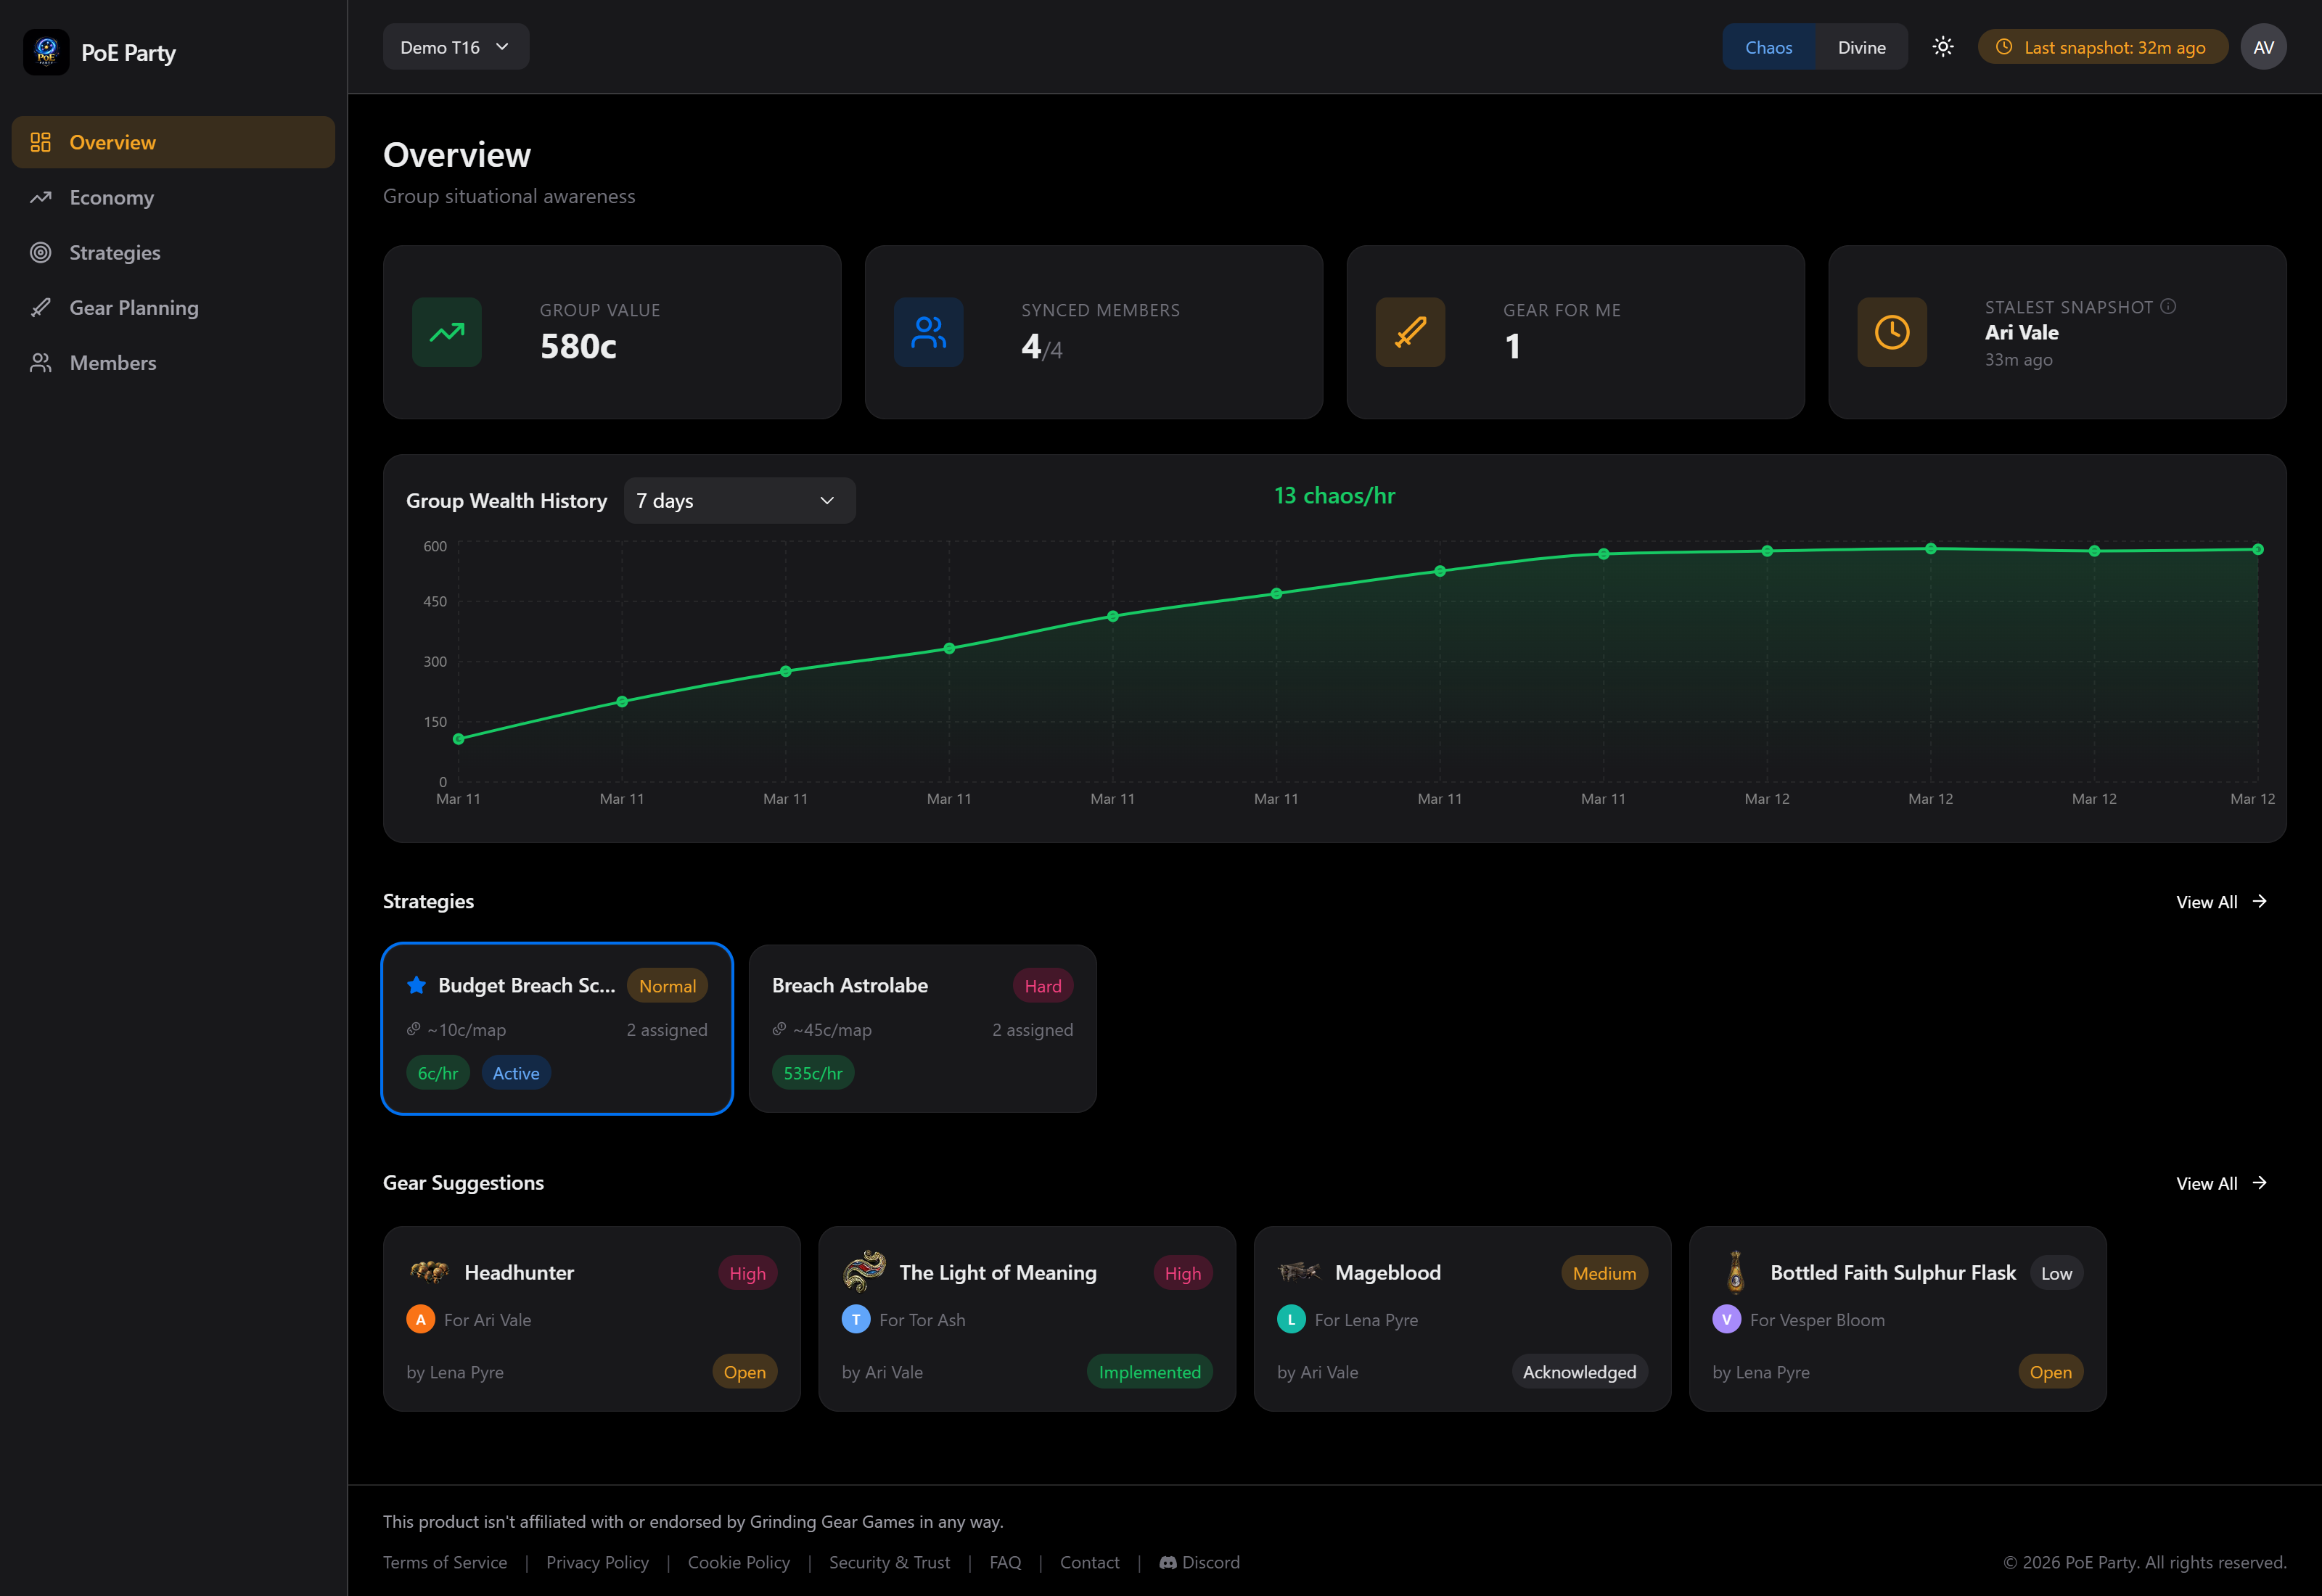 PoE Party
Overview
Economy
Strategies
Gear Planning
Members
Demo T16
Chaos
Divine
Last snapshot: 32m ago
AV
Overview
Group situational awareness
GROUP VALUE
580c
SYNCED MEMBERS
4/4
GEAR FOR ME
1
STALEST SNAPSHOT
Ari Vale
33m ago
Group Wealth History
7 days
13 chaos/hr
600
450
300
150
0
Mar 11 Mar 11 Mar 11 Mar 11 Mar 11 Mar 11 Mar 11 Mar 11 Mar 12 Mar 12 Mar 12 Mar 12
Strategies
View All
Budget Breach Sc... Normal
~10c/map 2 assigned
6c/hr Active
Breach Astrolabe Hard
~45c/map 2 assigned
535c/hr
Gear Suggestions
View All
Headhunter High
A For Ari Vale
by Lena Pyre Open
The Light of Meaning High
T For Tor Ash
by Ari Vale Implemented
Mageblood Medium
L For Lena Pyre
by Ari Vale Acknowledged
Bottled Faith Sulphur Flask Low
V For Vesper Bloom
by Lena Pyre Open
This product isn't affiliated with or endorsed by Grinding Gear Games in any way.
Terms of Service | Privacy Policy | Cookie Policy | Security & Trust | FAQ | Contact | Discord
© 2026 PoE Party. All rights reserved.